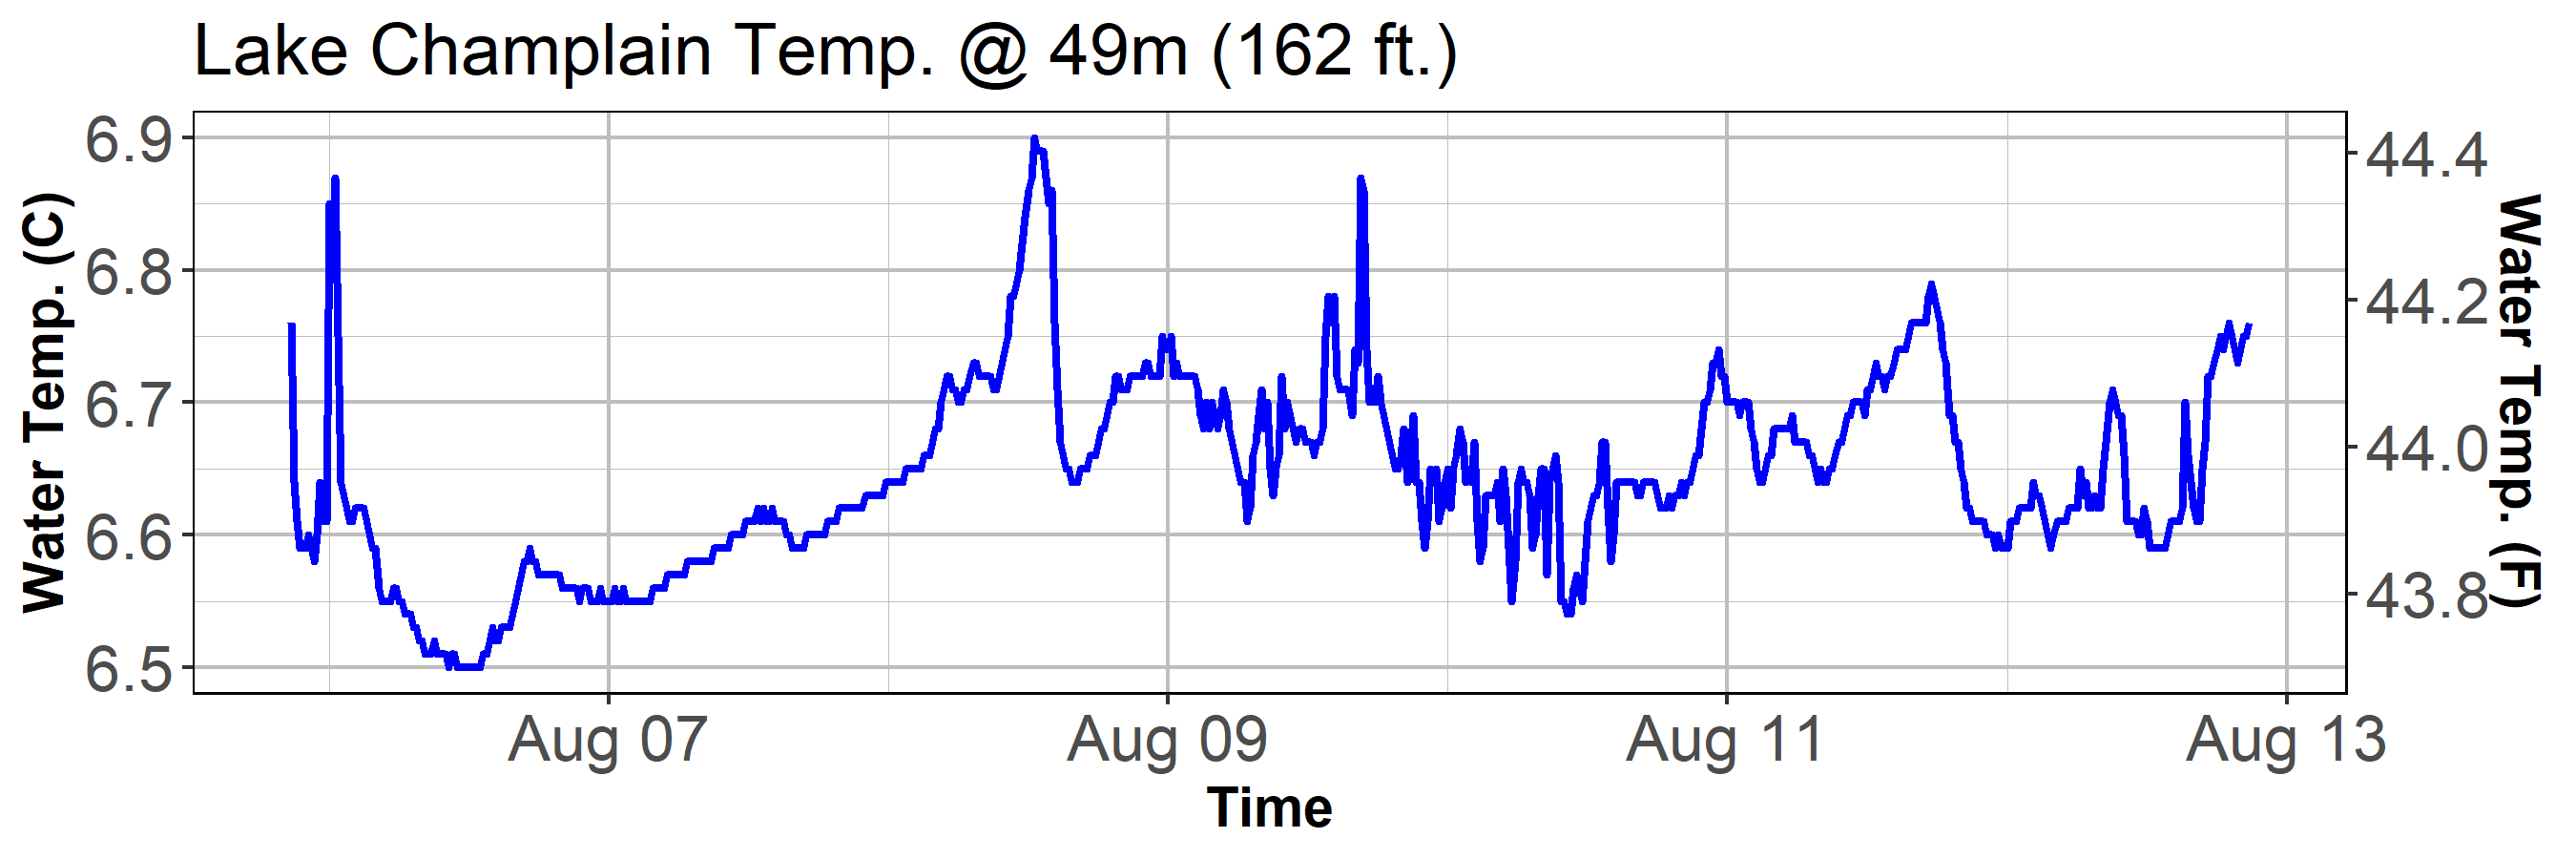 Lake Champlain Temp. @ 49m (162 ft.)
Water Temp. (C)
6.9
6.8
6.7
6.6
6.5
44.4
44.2
44.0
43.8
Water Temp. (F)
Aug 07
Aug 09
Aug 11
Aug 13
Time